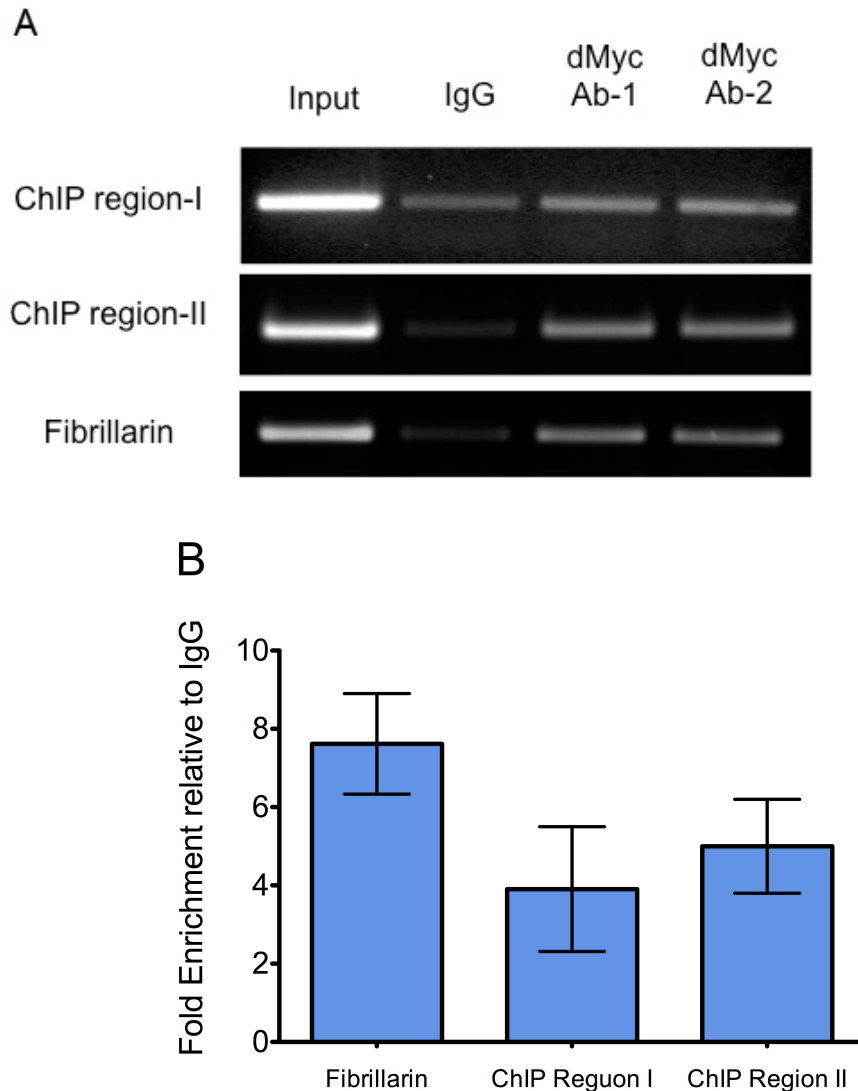 A
Input
IgG
dMyc
Ab-1
dMyc
Ab-2
ChIP region-I
ChIP region-II
Fibrillarin
B
Fold Enrichment relative to IgG
10
8
6
4
2
0
Fibrillarin
ChIP Reguon I
ChIP Region II